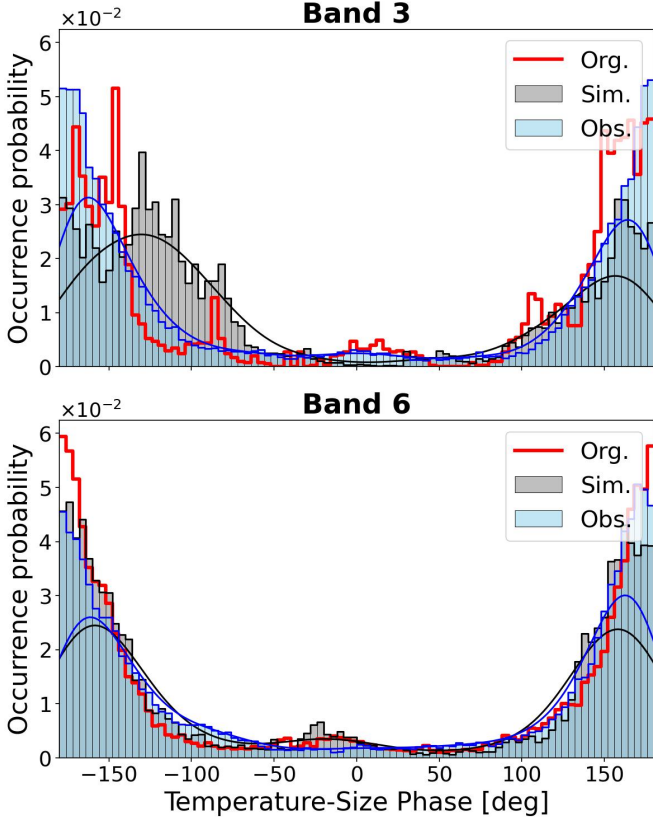 Band 3
×10⁻²
6
5
4
3
2
1
0
Occurrence probability
Org.
Sim.
Obs.
Band 6
×10⁻²
6
5
4
3
2
1
0
Occurrence probability
Org.
Sim.
Obs.
−150 −100 −50 0 50 100 150
Temperature-Size Phase [deg]